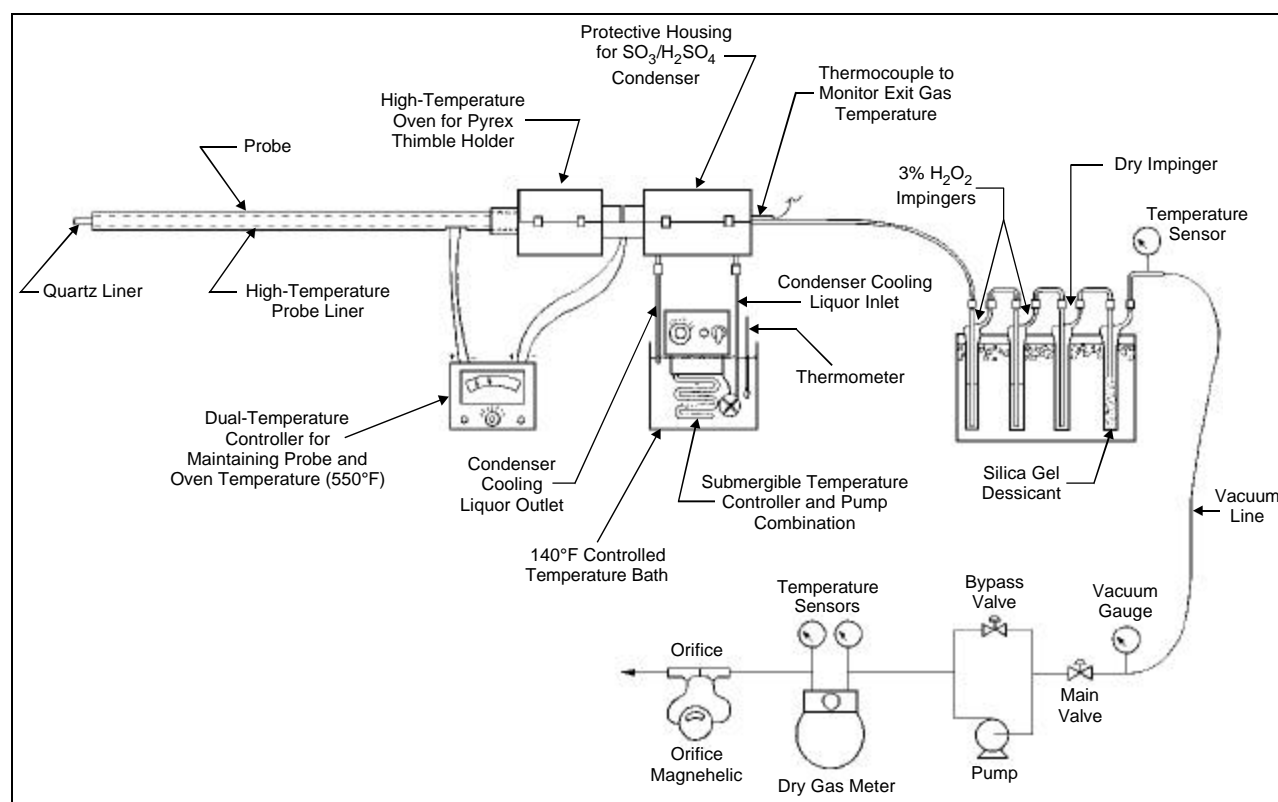 Protective Housing
for SO₃/H₂SO₄
Condenser
Thermocouple to
Monitor Exit Gas
Temperature
High-Temperature
Oven for Pyrex
Thimble Holder
Probe
3% H₂O₂
Impingers
Dry Impinger
Temperature
Sensor
Quartz Liner
High-Temperature
Probe Liner
Condenser Cooling
Liquor Inlet
Thermometer
Dual-Temperature
Controller for
Maintaining Probe and
Oven Temperature (550°F)
Condenser
Cooling
Liquor Outlet
Submergible Temperature
Controller and Pump
Combination
Silica Gel
Dessicant
Vacuum
Line
140°F Controlled
Temperature Bath
Temperature
Sensors
Bypass
Valve
Vacuum
Gauge
Orifice
Main
Valve
Orifice
Magnehelic
Dry Gas Meter
Pump